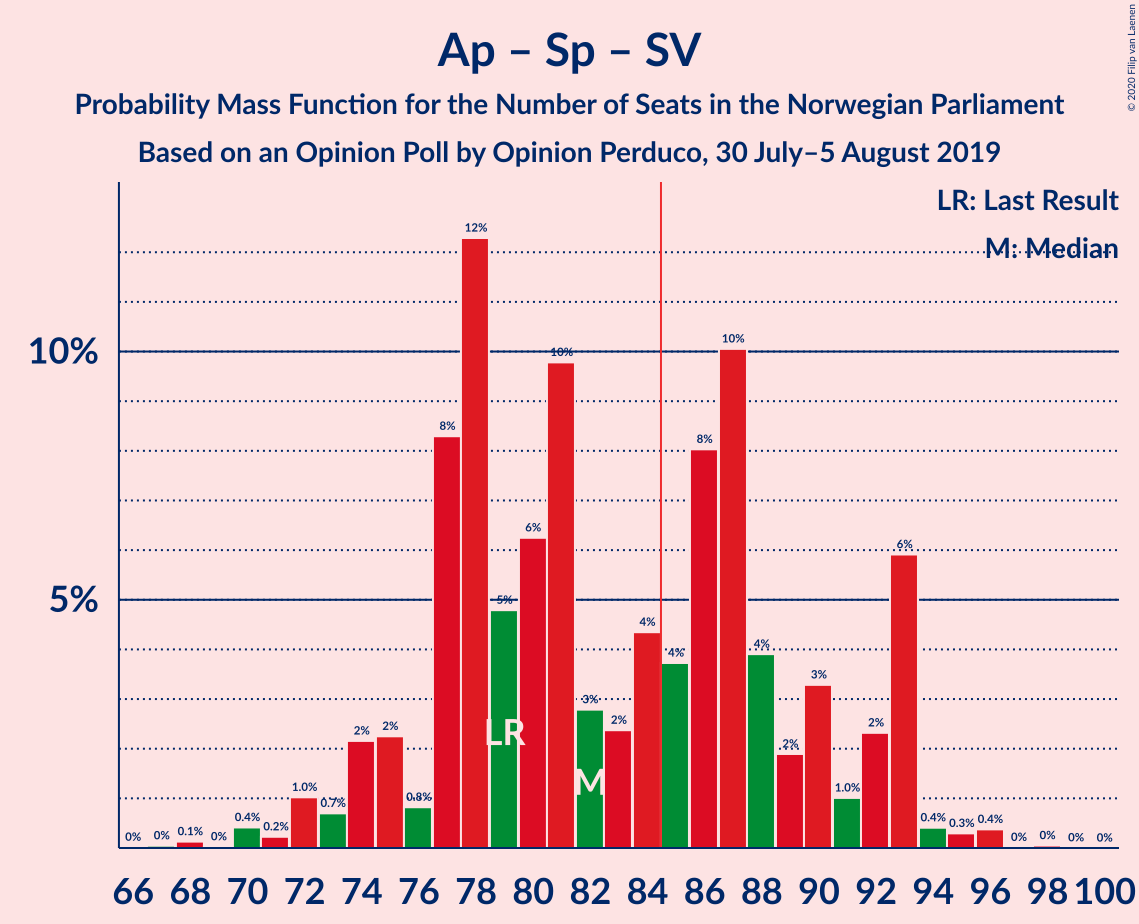 Ap – Sp – SV
Probability Mass Function for the Number of Seats in the Norwegian Parliament
Based on an Opinion Poll by Opinion Perduco, 30 July–5 August 2019
© 2020 Filip van Laenen
LR: Last Result
M: Median
10%
5%
0% 0% 0.1% 0% 0.4% 0.2% 1.0% 0.7% 2% 2% 0.8% 8% 12% 5% 6% 10% 3% 2% 4% 4% 8% 10% 4% 2% 3% 1.0% 2% 6% 0.4% 0.3% 0.4% 0% 0% 0% 0%
LR
M
66 68 70 72 74 76 78 80 82 84 86 88 90 92 94 96 98 100